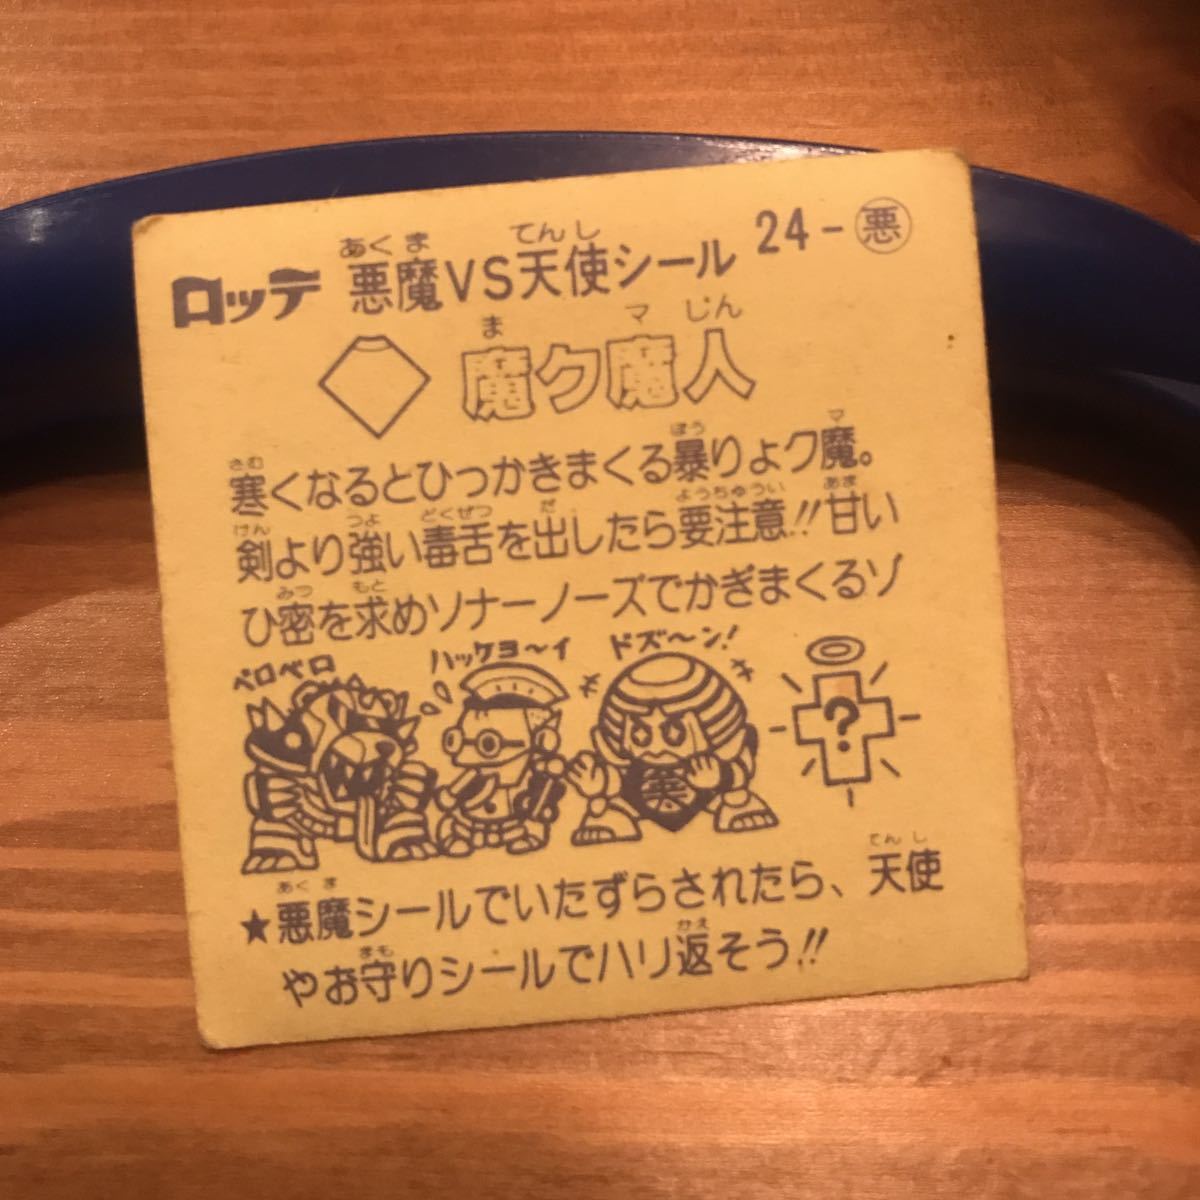 ロッテ 悪魔VS天使シール 24-悪
あくま てんし
魔ク魔人
ま マ じん
寒くなるとひっかきまくる暴りょク魔。
さむ ぼう マ
剣より強い毒舌を出したら要注意!!甘い
けん つよ どくぜつ だ ようちゅうい あま
ひ密を求めソナーノーズでかぎまくるゾ
みつ もと
ペロペロ ハッケヨ〜イ ドズ〜ン!
悪
?
★悪魔シールでいたずらされたら、天使
あくま てんし
やお守りシールでハリ返そう!!
まも かえ